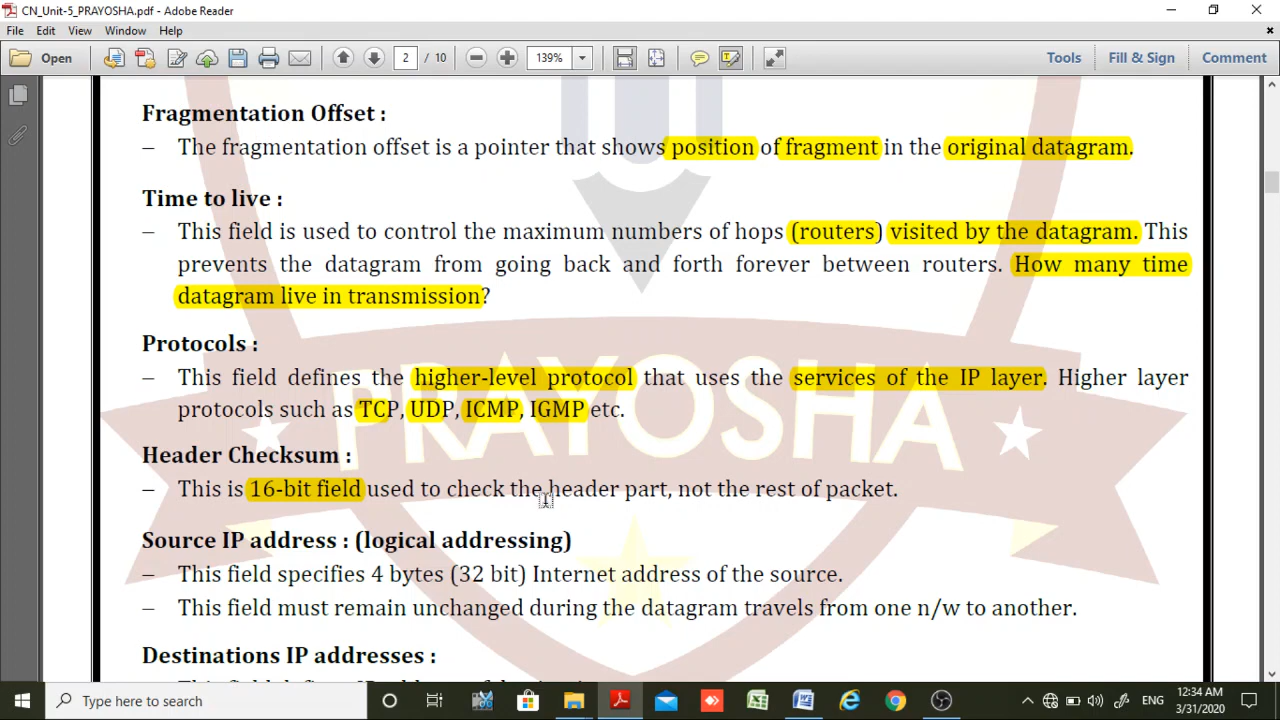 CN_Unit-5_PRAYOSHA.pdf - Adobe Reader
File Edit View Window Help
Open 2 / 10 139% Tools Fill & Sign Comment
Fragmentation Offset :
– The fragmentation offset is a pointer that shows position of fragment in the original datagram.
Time to live :
– This field is used to control the maximum numbers of hops (routers) visited by the datagram. This
prevents the datagram from going back and forth forever between routers. How many time
datagram live in transmission?
Protocols :
– This field defines the higher-level protocol that uses the services of the IP layer. Higher layer
protocols such as TCP, UDP, ICMP, IGMP etc.
PRAYOSHA
Header Checksum :
– This is 16-bit field used to check the header part, not the rest of packet.
Source IP address : (logical addressing)
– This field specifies 4 bytes (32 bit) Internet address of the source.
– This field must remain unchanged during the datagram travels from one n/w to another.
Destinations IP addresses :
Type here to search
ENG
12:34 AM
3/31/2020